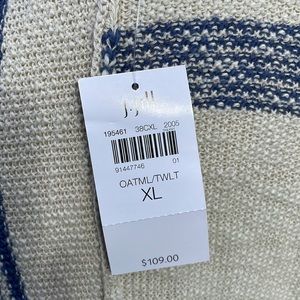 J.Jill
195461 38CXL 2005
91447746 01
OATML/TWLT
XL
$109.00